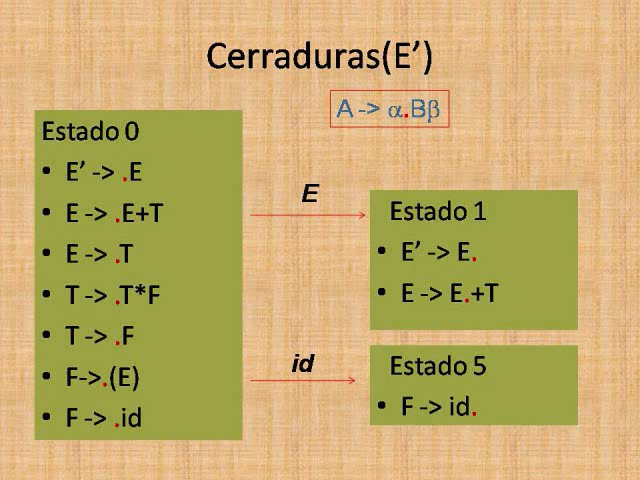 Cerraduras(E’)
A -> α.Bβ
Estado 0
• E’ -> .E
• E -> .E+T
• E -> .T
• T -> .T*F
• T -> .F
• F->.(E)
• F -> .id
E
Estado 1
• E’ -> E.
• E -> E.+T
id
Estado 5
• F -> id.